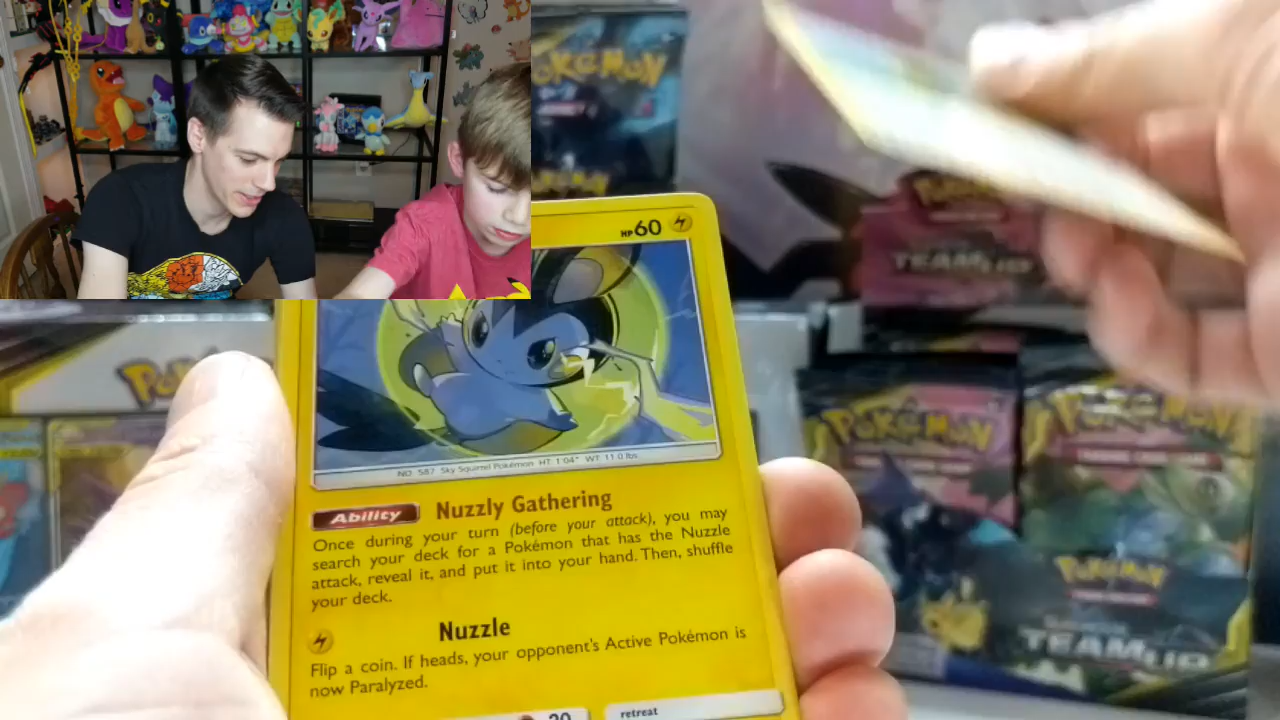 POKÉMON
POKÉMON
HP60
POKÉMON
TEAM UP
NO. 587 Sky Squirrel Pokémon HT: 1'04" WT: 11.0 lbs
Ability Nuzzly Gathering
Once during your turn (before your attack), you may
search your deck for a Pokémon that has the Nuzzle
attack, reveal it, and put it into your hand. Then, shuffle
your deck.
Nuzzle
Flip a coin. If heads, your opponent's Active Pokémon is
now Paralyzed.
retreat
POKÉMON
POKÉMON
POKÉMON
TEAM UP